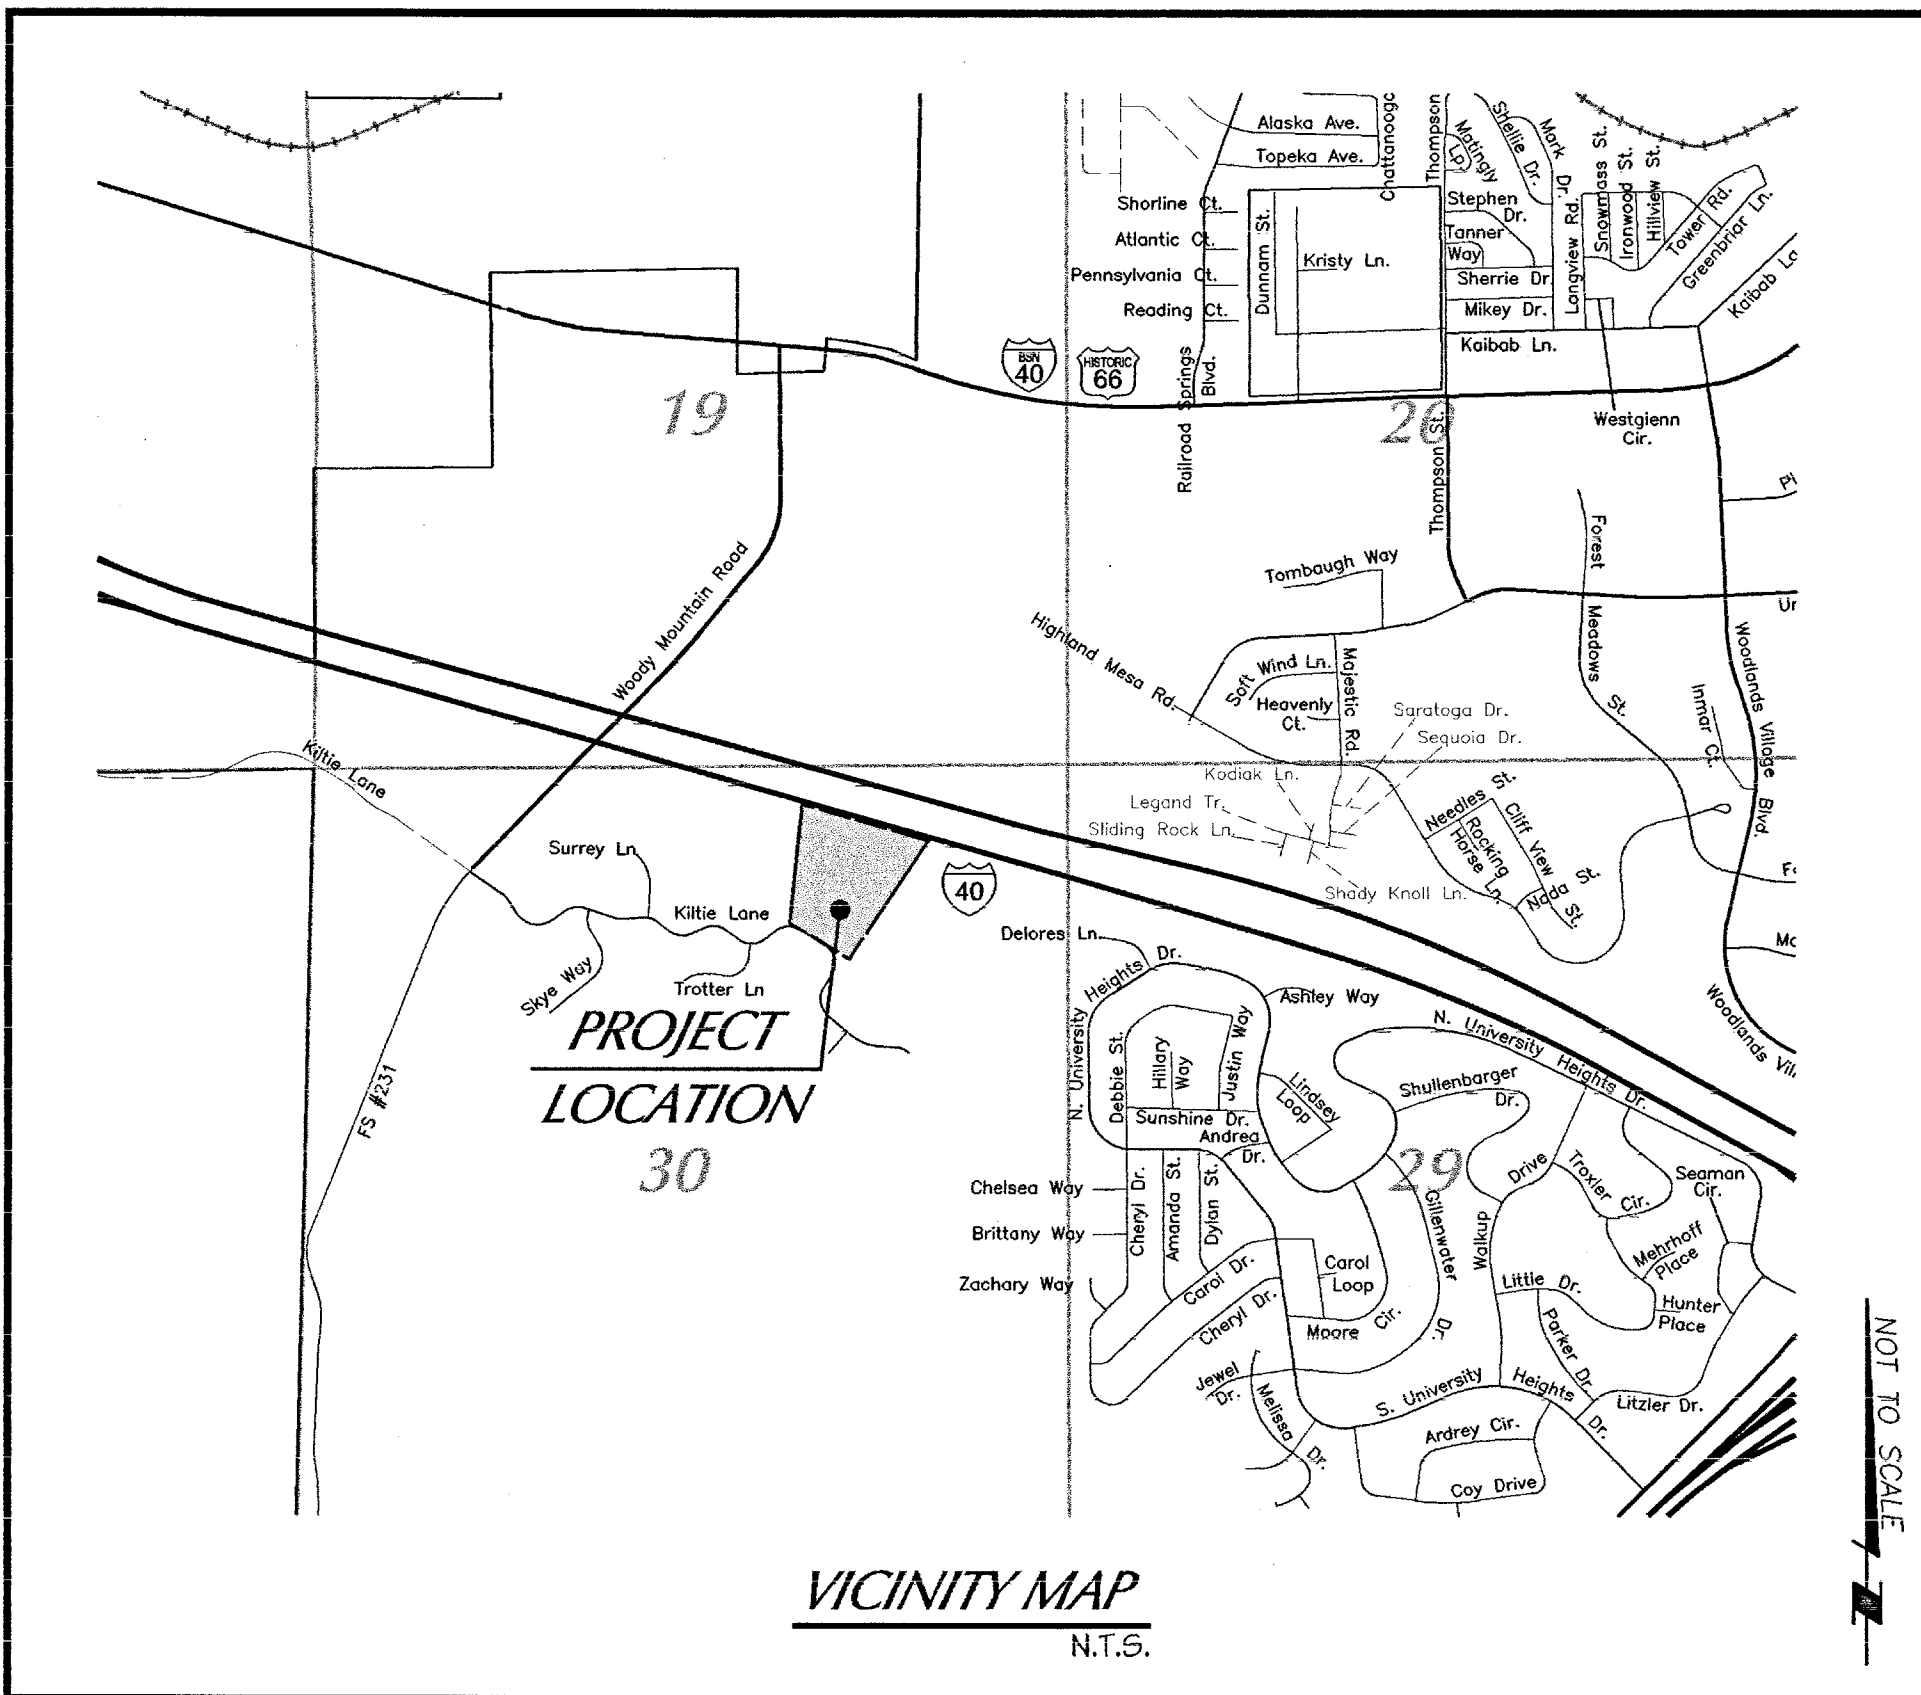 Alaska Ave.
Topeka Ave.
Thompson
Matingly
Lp.
Shellie Dr.
Mark Dr.
Snowmass St.
Ironwood St.
Hillview St.
Tower Rd.
Greenbriar Ln.
Shorline Ct.
Atlantic Ct.
Pennsylvania Ct.
Reading Ct.
Dunnam St.
Kristy Ln.
Stephen
Dr.
Tanner
Way
Sherrie Dr.
Mikey Dr.
Langview Rd.
Kaibab Ln.
Railroad Springs
Blvd.
BSN
40
HISTORIC
66
19
20
Thompson St.
Westgienn
Cir.
Forest Meadows St.
Woody Mountain Road
Tombaugh Way
Highland Mesa Rd.
Soft Wind Ln.
Heavenly
Ct.
Majestic Rd.
Saratoga Dr.
Sequoia Dr.
Kodiak Ln.
Legand Tr.
Sliding Rock Ln.
Shady Knoll Ln.
Needles St.
Rocking
Horse Ln.
Cliff View St.
Nada St.
Inmar Ct.
Woodlands Village Blvd.
Woodlands
Kiltie Lane
Surrey Ln
Kiltie Lane
Skye Way
Trotter Ln
40
Delores Ln.
PROJECT
LOCATION
FS #231
30
N. University Heights Dr.
Ashley Way
Debbie St.
Hillary
Way
Justin Way
Sunshine Dr.
Andrea
Dr.
Lindsey
Loop
N. University Heights Dr.
Shullenbarger
Dr.
29
Chelsea Way
Brittany Way
Zachary Way
Cheryl Dr.
Amanda St.
Dylan St.
Carol Dr.
Cheryl Dr.
Carol
Loop
Moore Cir.
Gillenwater Dr.
Walkup Drive
Troxler Cir.
Seaman
Cir.
Mehrhoff
Place
Little Dr.
Hunter
Place
Parker Dr.
Litzler Dr.
Jewel
Dr.
Melissa Dr.
S. University Heights Dr.
Ardrey Cir.
Coy Drive
NOT TO SCALE
VICINITY MAP
N.T.S.